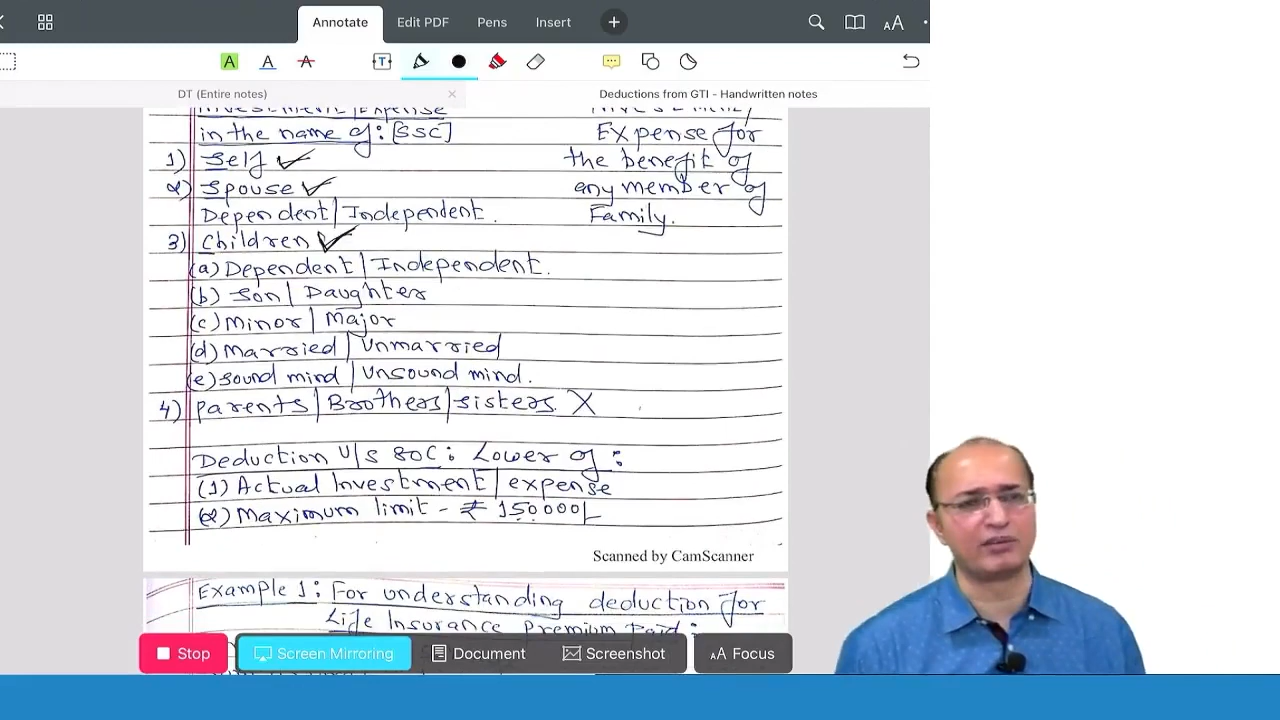 Annotate Edit PDF Pens Insert
DT (Entire notes) Deductions from GTI - Handwritten notes
Investment/Expense
in the name of: [SSC]
1) Self
2) Spouse
Dependent/Independent.
3) Children
(a) Dependent/Independent.
(b) Son/Daughter
(c) Minor/Major
(d) Married/Unmarried
(e) Sound mind/Unsound mind.
4) Parents/Brothers/sisters. X
Investment/
Expense for
the benefit of
any member of
Family.
Deduction U/s 80C: Lower of:
(1) Actual Investment/expense
(2) Maximum limit - ₹ 150000/-
Scanned by CamScanner
Example 1: For understanding deduction for
Life Insurance Premium Paid:
Stop Screen Mirroring Document Screenshot AA Focus